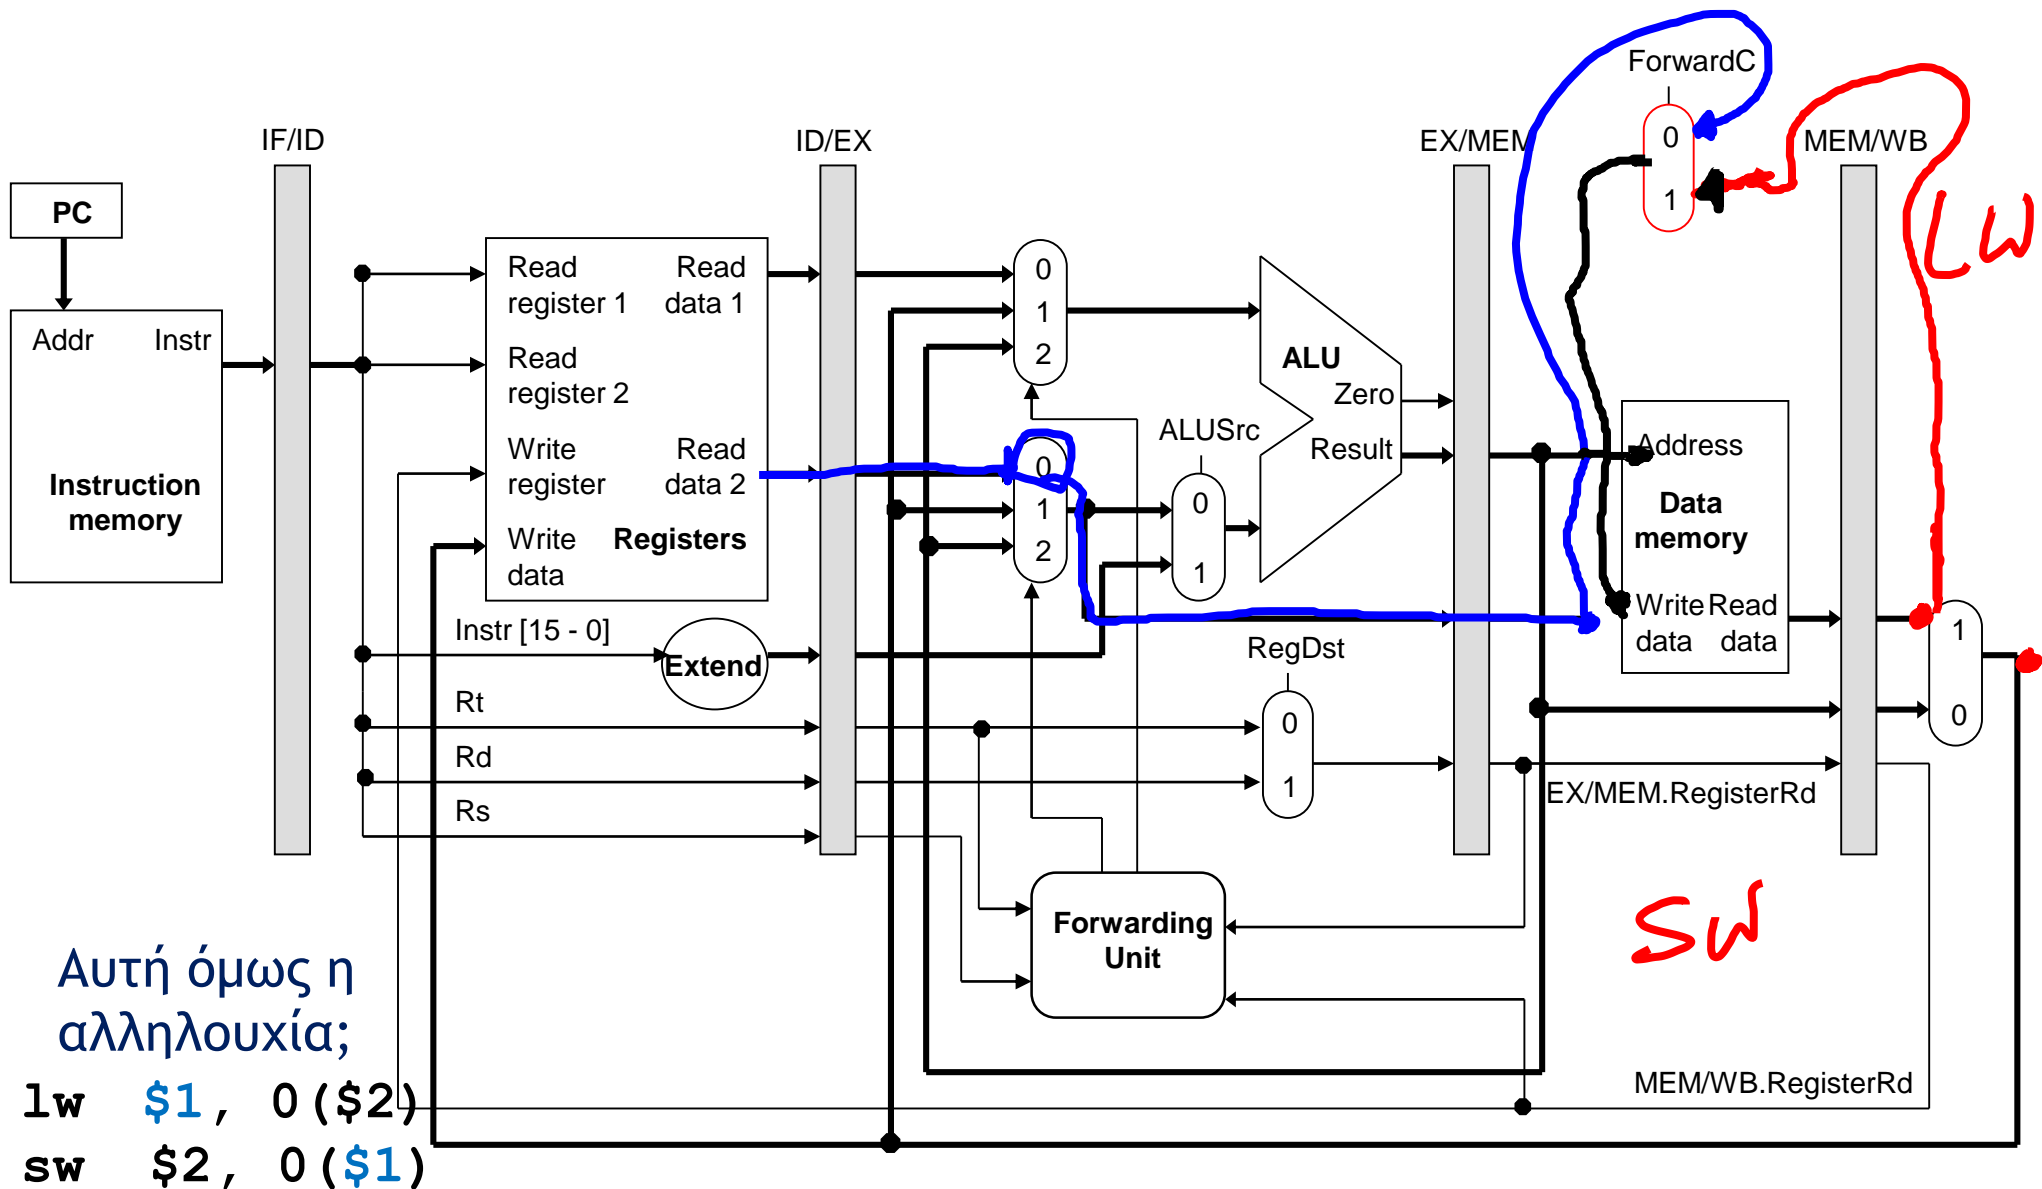 ForwardC
0
1
IF/ID
ID/EX
EX/MEM
MEM/WB
LW
PC
Addr Instr
Instruction
memory
Read
register 1
Read
data 1
Read
register 2
Write
register
Read
data 2
Write
data
Registers
0
1
2
0
1
2
ALUSrc
0
1
ALU
Zero
Result
Address
Data
memory
Write
data
Read
data
1
0
Instr [15 - 0]
Extend
RegDst
0
1
Rt
Rd
Rs
EX/MEM.RegisterRd
Forwarding
Unit
SW
MEM/WB.RegisterRd
Αυτή όμως η
αλληλουχία;
lw $1, 0($2)
sw $2, 0($1)